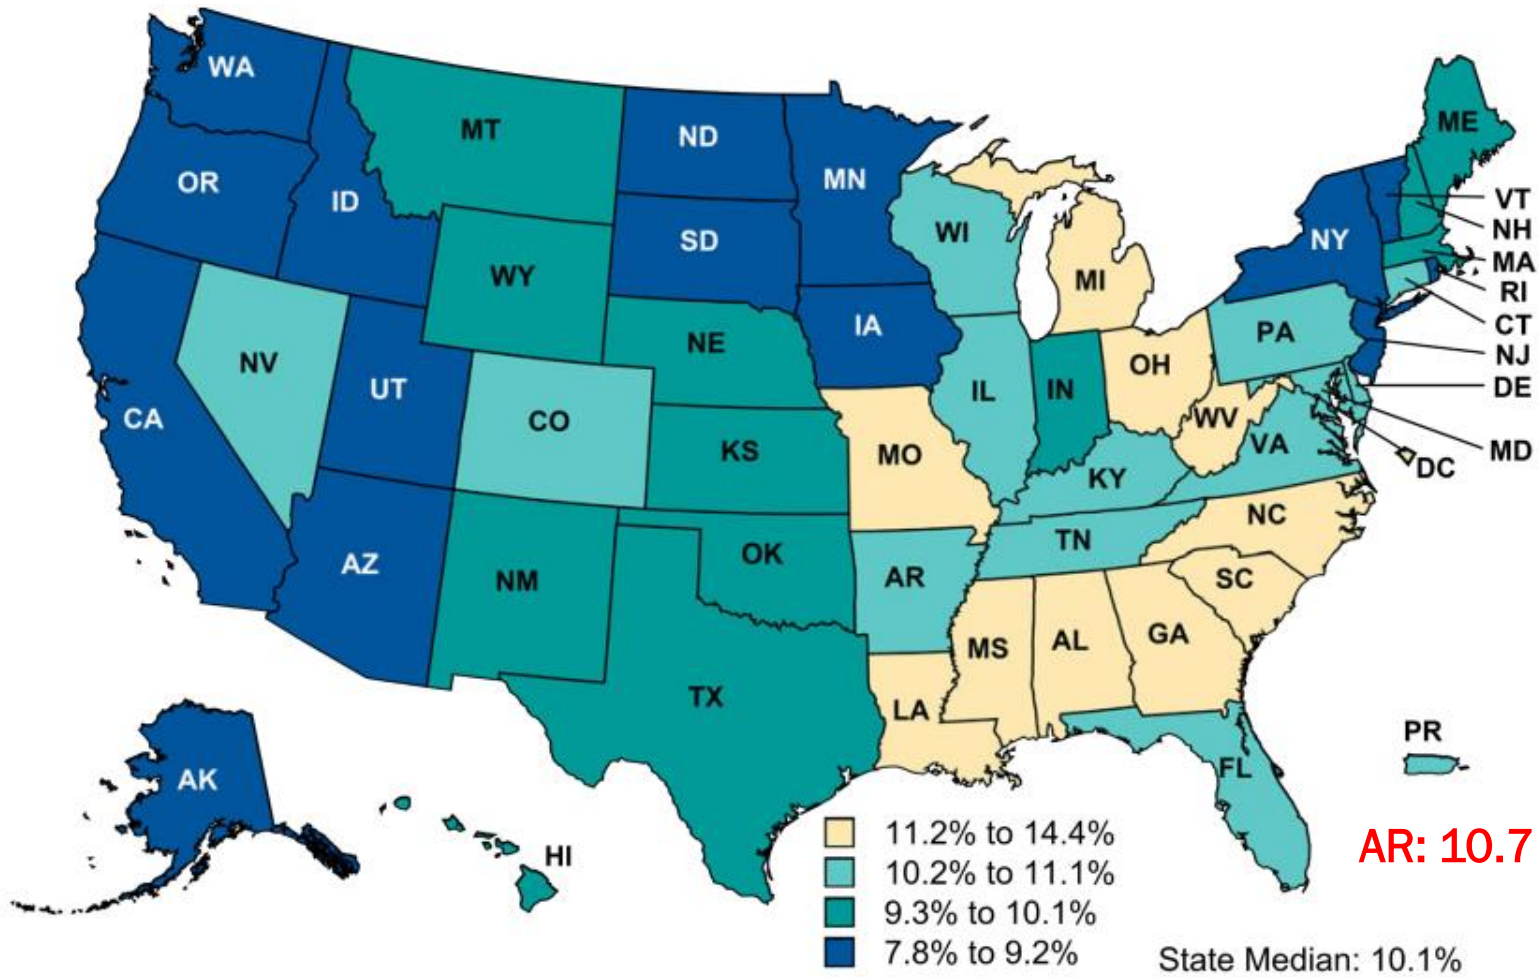 WA
MT
ND
MN
OR
ID
SD
WI
MI
NY
ME
VT
NH
MA
RI
CT
NJ
DE
MD
DC
WY
NE
IA
PA
NV
UT
CO
KS
IL
IN
OH
WV
VA
CA
MO
KY
NC
AZ
NM
OK
AR
TN
SC
TX
LA
MS
AL
GA
FL
PR
AK
HI
11.2% to 14.4%
10.2% to 11.1%
9.3% to 10.1%
7.8% to 9.2%
AR: 10.7
State Median: 10.1%